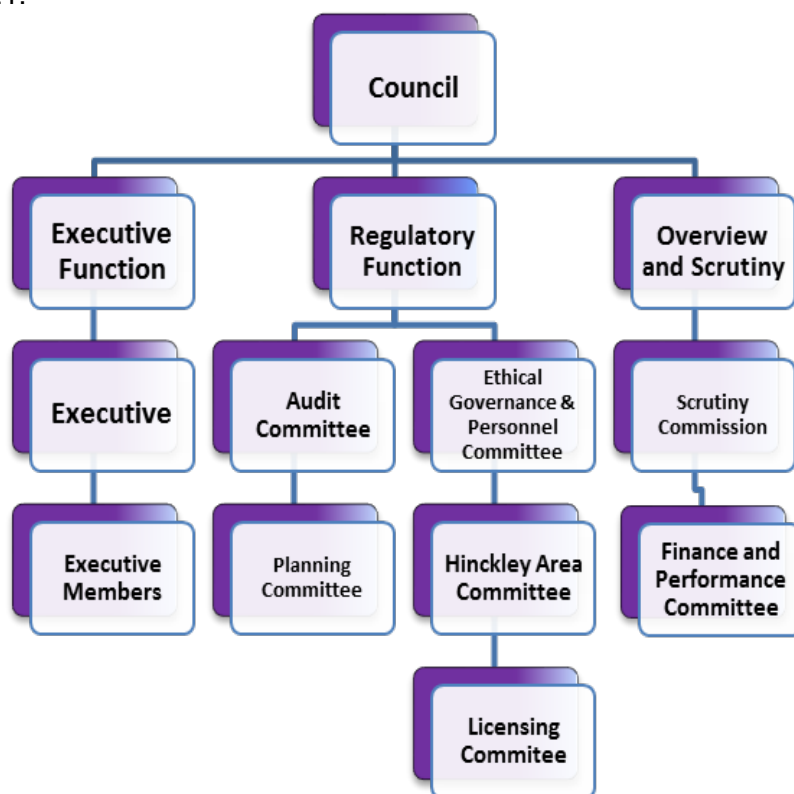 Council
Executive
Function
Regulatory
Function
Overview
and Scrutiny
Executive
Audit
Committee
Ethical
Governance &
Personnel
Committee
Scrutiny
Commission
Executive
Members
Planning
Committee
Hinckley Area
Committee
Finance and
Performance
Committee
Licensing
Commitee